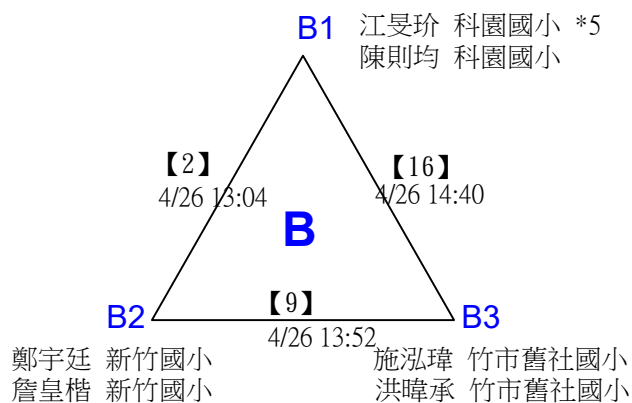 B1
江旻玠 科園國小 *5
陳則均 科園國小
【2】
4/26 13:04
【16】
4/26 14:40
B
【9】
4/26 13:52
B2
鄭宇廷 新竹國小
詹皇楷 新竹國小
B3
施泓瑋 竹市舊社國小
洪暐承 竹市舊社國小